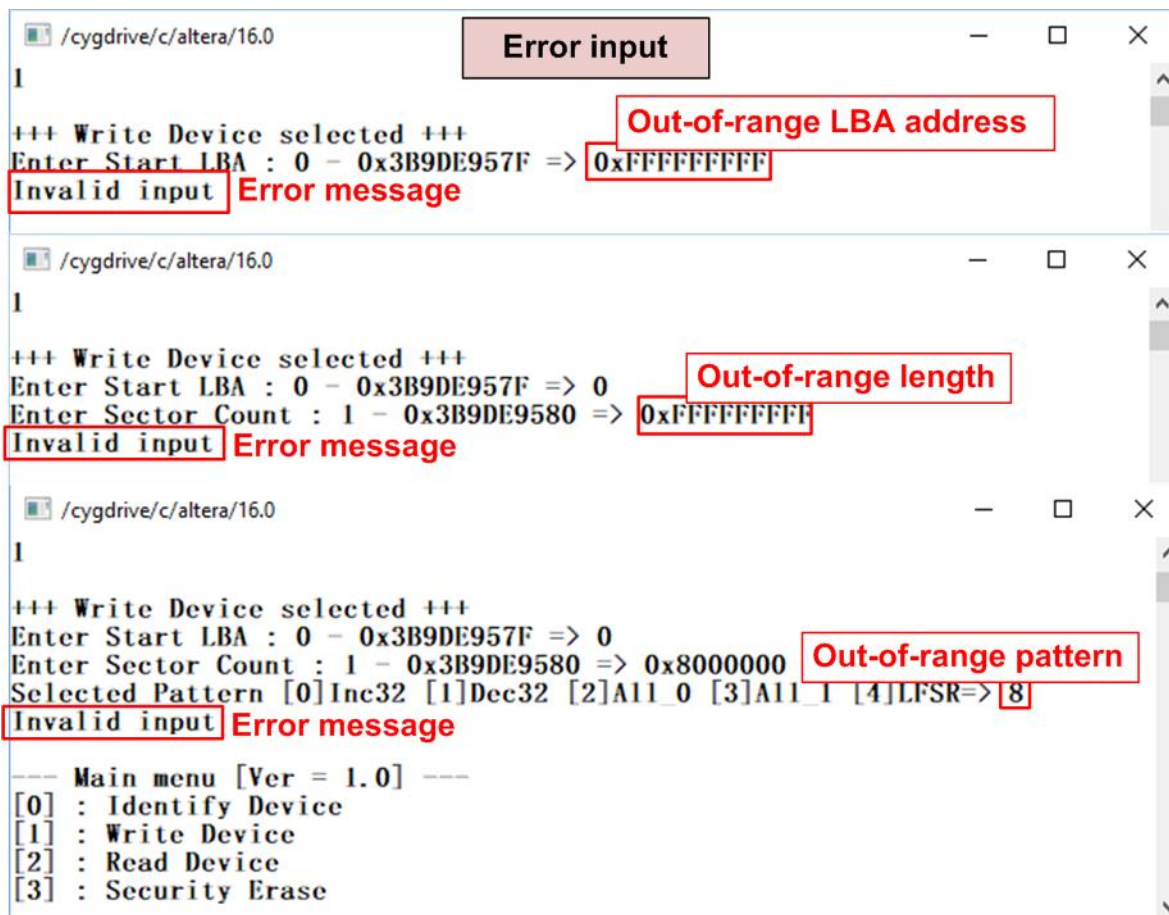 /cygdrive/c/altera/16.0
Error input
1
+++ Write Device selected +++
Out-of-range LBA address
Enter Start LBA : 0 - 0x3B9DE957F => 0xFFFFFFFFF
Invalid input Error message
/cygdrive/c/altera/16.0
1
+++ Write Device selected +++
Enter Start LBA : 0 - 0x3B9DE957F => 0
Out-of-range length
Enter Sector Count : 1 - 0x3B9DE9580 => 0xFFFFFFFFF
Invalid input Error message
/cygdrive/c/altera/16.0
1
+++ Write Device selected +++
Enter Start LBA : 0 - 0x3B9DE957F => 0
Enter Sector Count : 1 - 0x3B9DE9580 => 0x8000000
Out-of-range pattern
Selected Pattern [0]Inc32 [1]Dec32 [2]All_0 [3]All_1 [4]LFSR=> 8
Invalid input Error message
--- Main menu [Ver = 1.0] ---
[0] : Identify Device
[1] : Write Device
[2] : Read Device
[3] : Security Erase